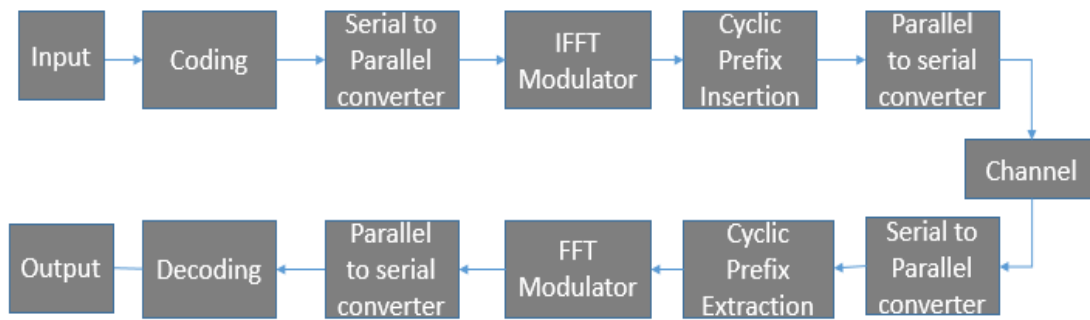 Input
Coding
Serial to
Parallel
converter
IFFT
Modulator
Cyclic
Prefix
Insertion
Parallel
to serial
converter
Channel
Serial to
Parallel
converter
Cyclic
Prefix
Extraction
FFT
Modulator
Parallel
to serial
converter
Decoding
Output